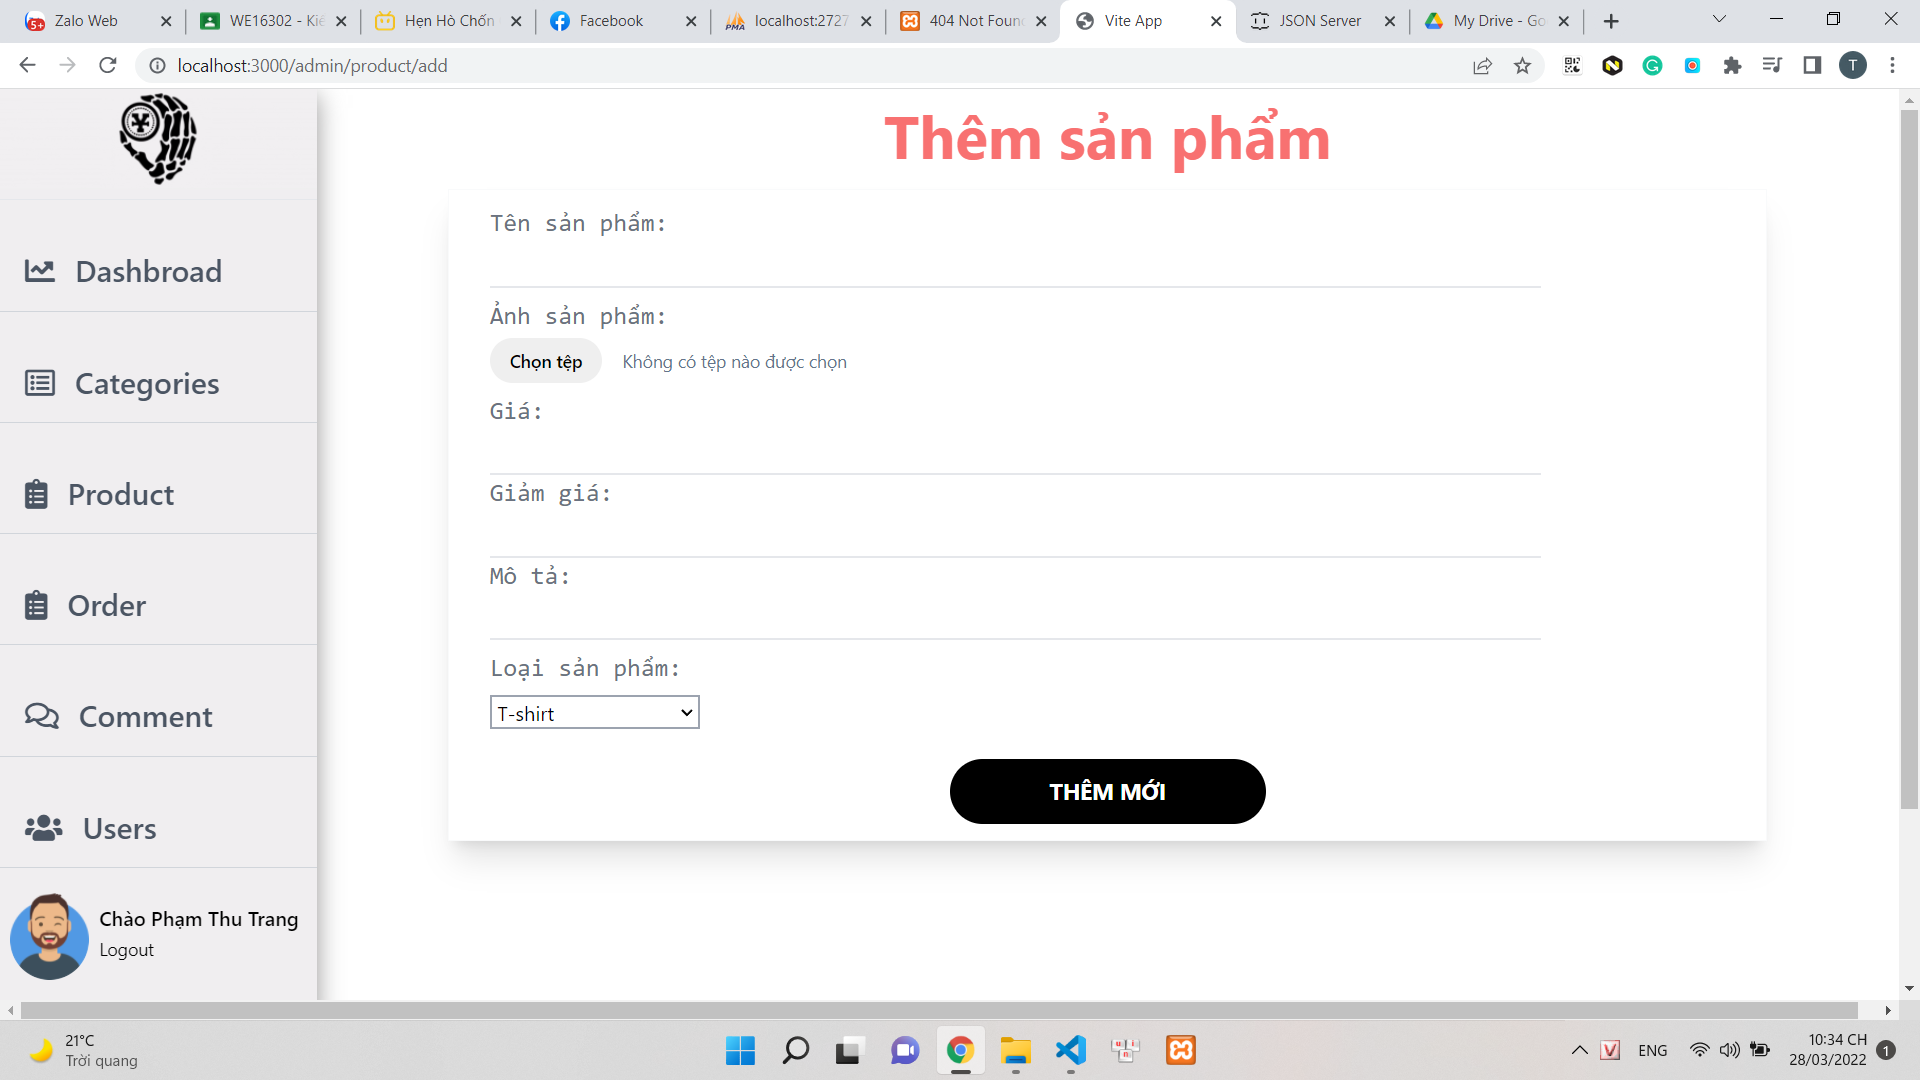 Zalo Web
WE16302 - Kiế
Hẹn Hò Chốn
Facebook
localhost:2727
404 Not Found
Vite App
JSON Server
My Drive - Go
localhost:3000/admin/product/add
T
Thêm sản phẩm
Tên sản phẩm:
Ảnh sản phẩm:
Chọn tệp Không có tệp nào được chọn
Giá:
Giảm giá:
Mô tả:
Loại sản phẩm:
T-shirt
THÊM MỚI
Dashbroad
Categories
Product
Order
Comment
Users
Chào Phạm Thu Trang
Logout
21°C
Trời quang
ENG
10:34 CH
28/03/2022
1